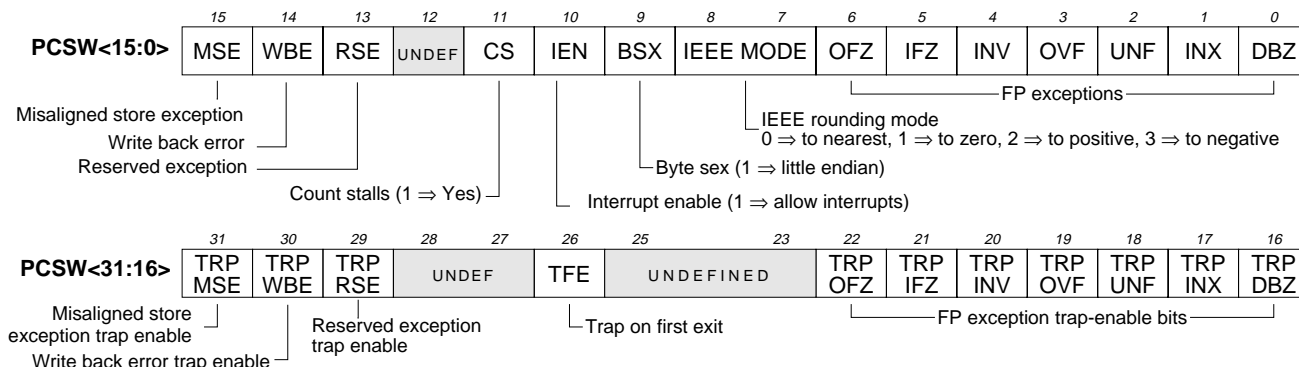 15 14 13 12 11 10 9 8 7 6 5 4 3 2 1 0
PCSW<15:0> MSE WBE RSE UNDEF CS IEN BSX IEEE MODE OFZ IFZ INV OVF UNF INX DBZ
Misaligned store exception
Write back error
Reserved exception
Count stalls (1 ⇒ Yes)
Interrupt enable (1 ⇒ allow interrupts)
Byte sex (1 ⇒ little endian)
IEEE rounding mode
0 ⇒ to nearest, 1 ⇒ to zero, 2 ⇒ to positive, 3 ⇒ to negative
FP exceptions
31 30 29 28 27 26 25 23 22 21 20 19 18 17 16
PCSW<31:16> TRP MSE TRP WBE TRP RSE UNDEF TFE UNDEFINED TRP OFZ TRP IFZ TRP INV TRP OVF TRP UNF TRP INX TRP DBZ
Misaligned store
exception trap enable
Write back error trap enable
Reserved exception
trap enable
Trap on first exit
FP exception trap-enable bits